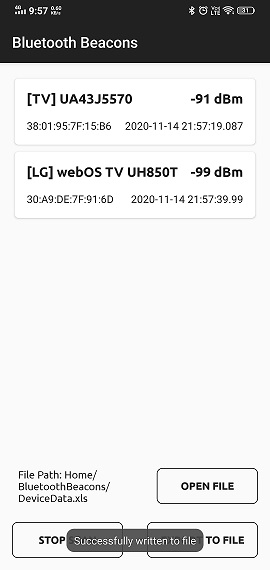 4G 9:57 0.60 KB/s VoI LTE 81
Bluetooth Beacons
[TV] UA43J5570 -91 dBm
38:01:95:7F:15:B6 2020-11-14 21:57:19.087
[LG] webOS TV UH850T -99 dBm
30:A9:DE:7F:91:6D 2020-11-14 21:57:39.99
File Path: Home/
BluetoothBeacons/
DeviceData.xls
OPEN FILE
STOP Successfully written to file T TO FILE